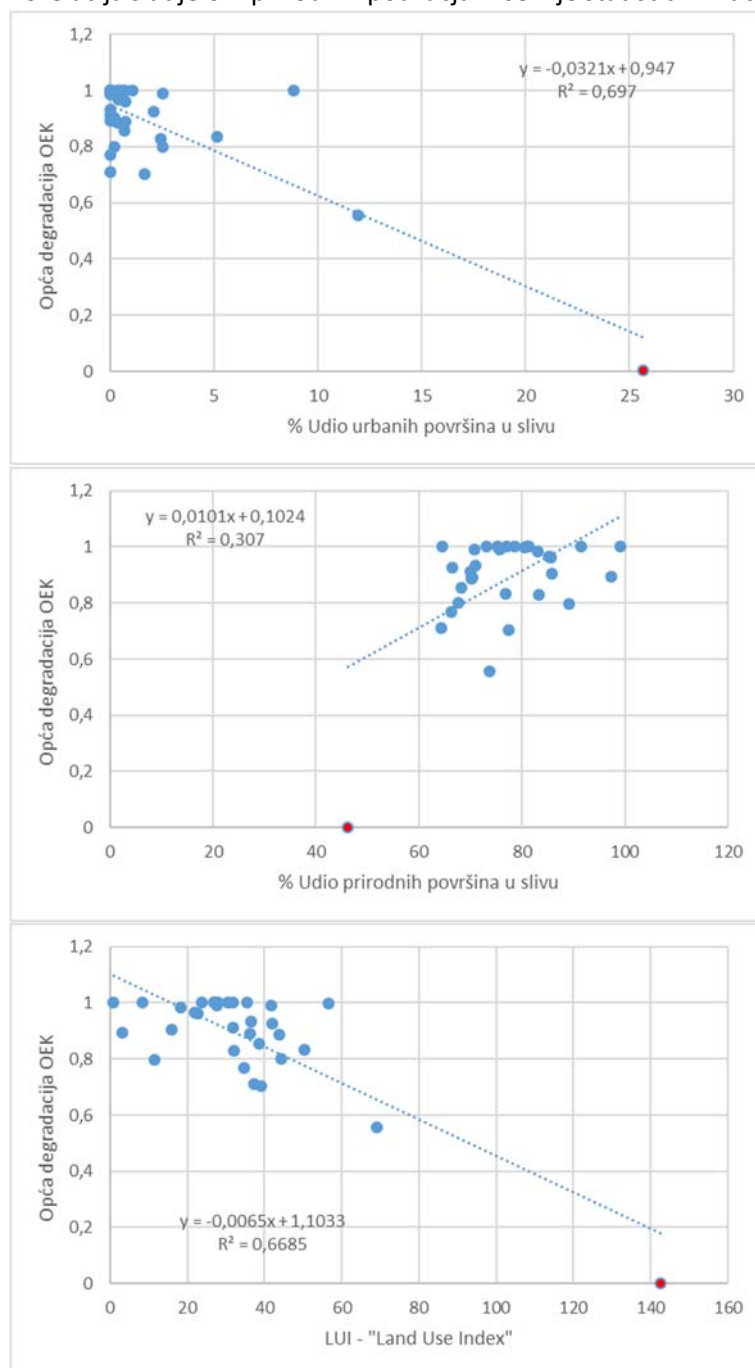 y = -0,0321x + 0,947
R² = 0,697
1,2
1
0,8
0,6
0,4
0,2
0
Opća degradacija OEK
0 5 10 15 20 25 30
% Udio urbanih površina u slivu
y = 0,0101x + 0,1024
R² = 0,307
1,2
1
0,8
0,6
0,4
0,2
0
Opća degradacija OEK
0 20 40 60 80 100 120
% Udio prirodnih površina u slivu
1,2
1
0,8
0,6
0,4
0,2
0
Opća degradacija OEK
y = -0,0065x + 1,1033
R² = 0,6685
0 20 40 60 80 100 120 140 160
LUI - "Land Use Index"